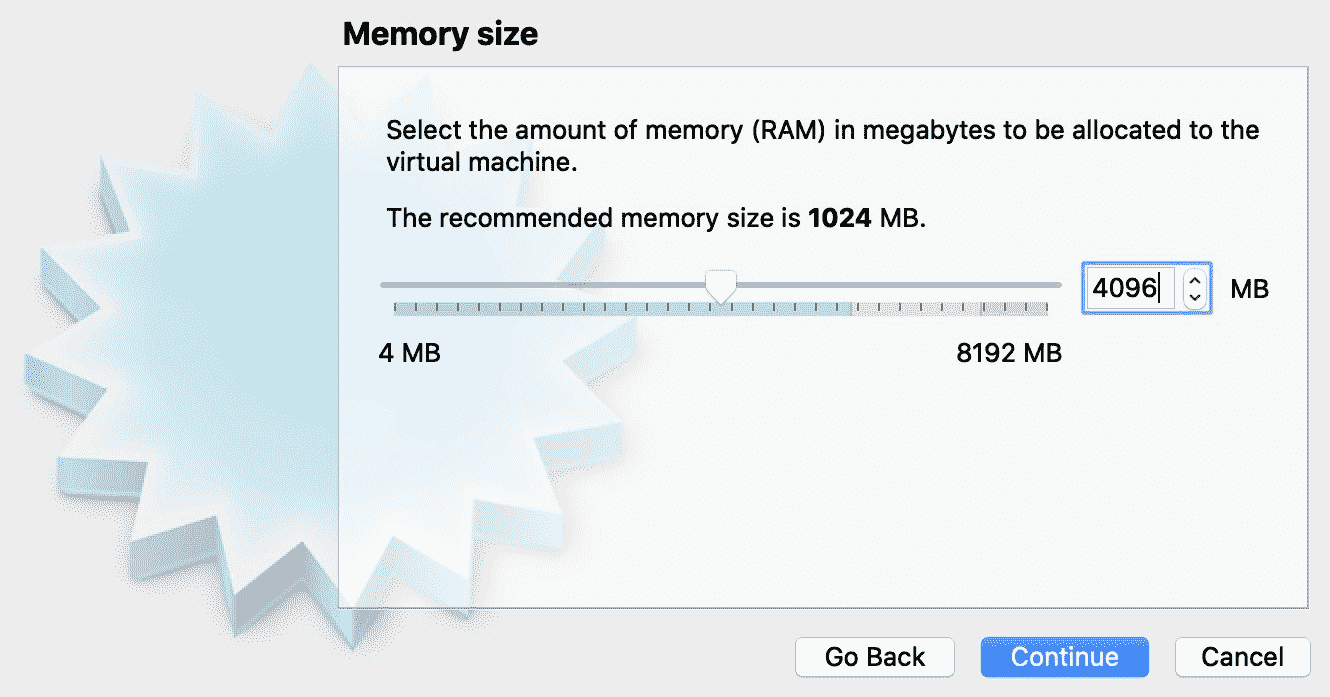 Memory size
Select the amount of memory (RAM) in megabytes to be allocated to the
virtual machine.
The recommended memory size is 1024 MB.
4096 MB
4 MB 8192 MB
Go Back Continue Cancel